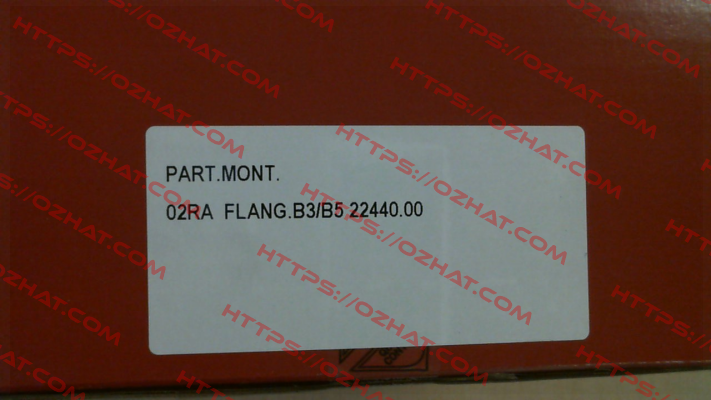 PART.MONT.
02RA FLANG.B3/B5 22440.00
HTTPS://OZHAT.COM